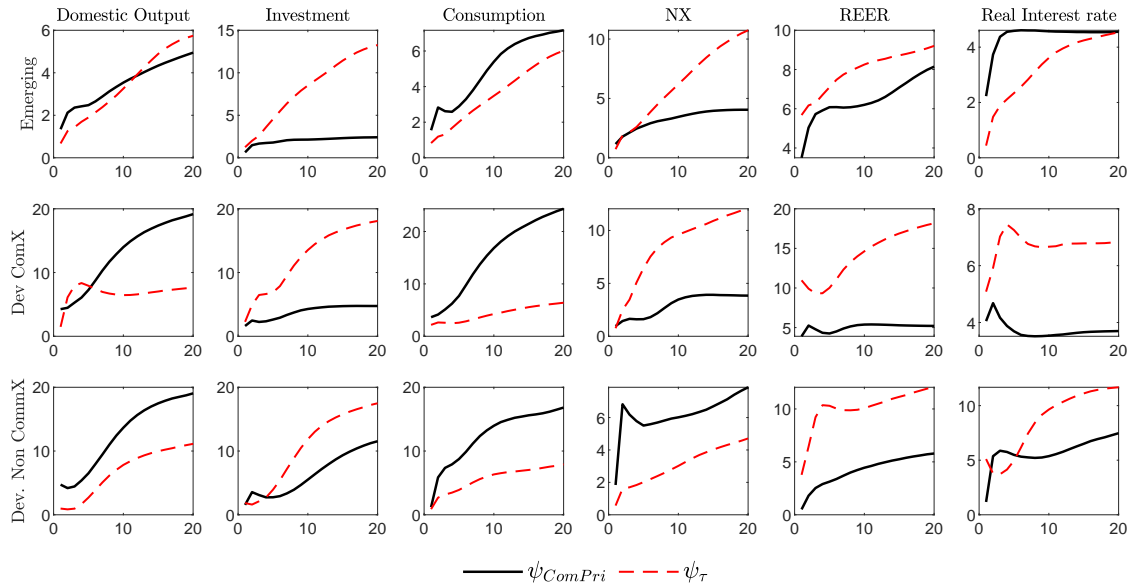 Domestic Output Investment Consumption NX REER Real Interest rate
Emerging
6 15 6 10 10 4
4 10 4 8
2 5 2 5 6 2
0 0 0 0 4 0
0 10 20 0 10 20 0 10 20 0 10 20 0 10 20 0 10 20
Dev ComX
20 20 20 10 20 8
10 10 10 5 15 6
10
0 0 0 0 5 4
0 10 20 0 10 20 0 10 20 0 10 20 0 10 20 0 10 20
Dev. Non CommX
20 20 20 6 10 10
10 10 10 4 5 5
2
0 0 0 0 0 0
0 10 20 0 10 20 0 10 20 0 10 20 0 10 20 0 10 20
ψComPri ψτ